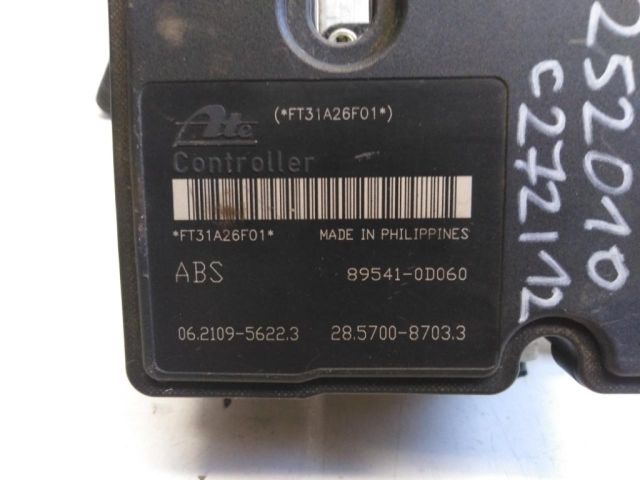 (*FT31A26F01*)
Ate
Controller
*FT31A26F01* MADE IN PHILIPPINES
ABS 89541-0D060
06.2109-5622.3 28.5700-8703.3
252010
C272112